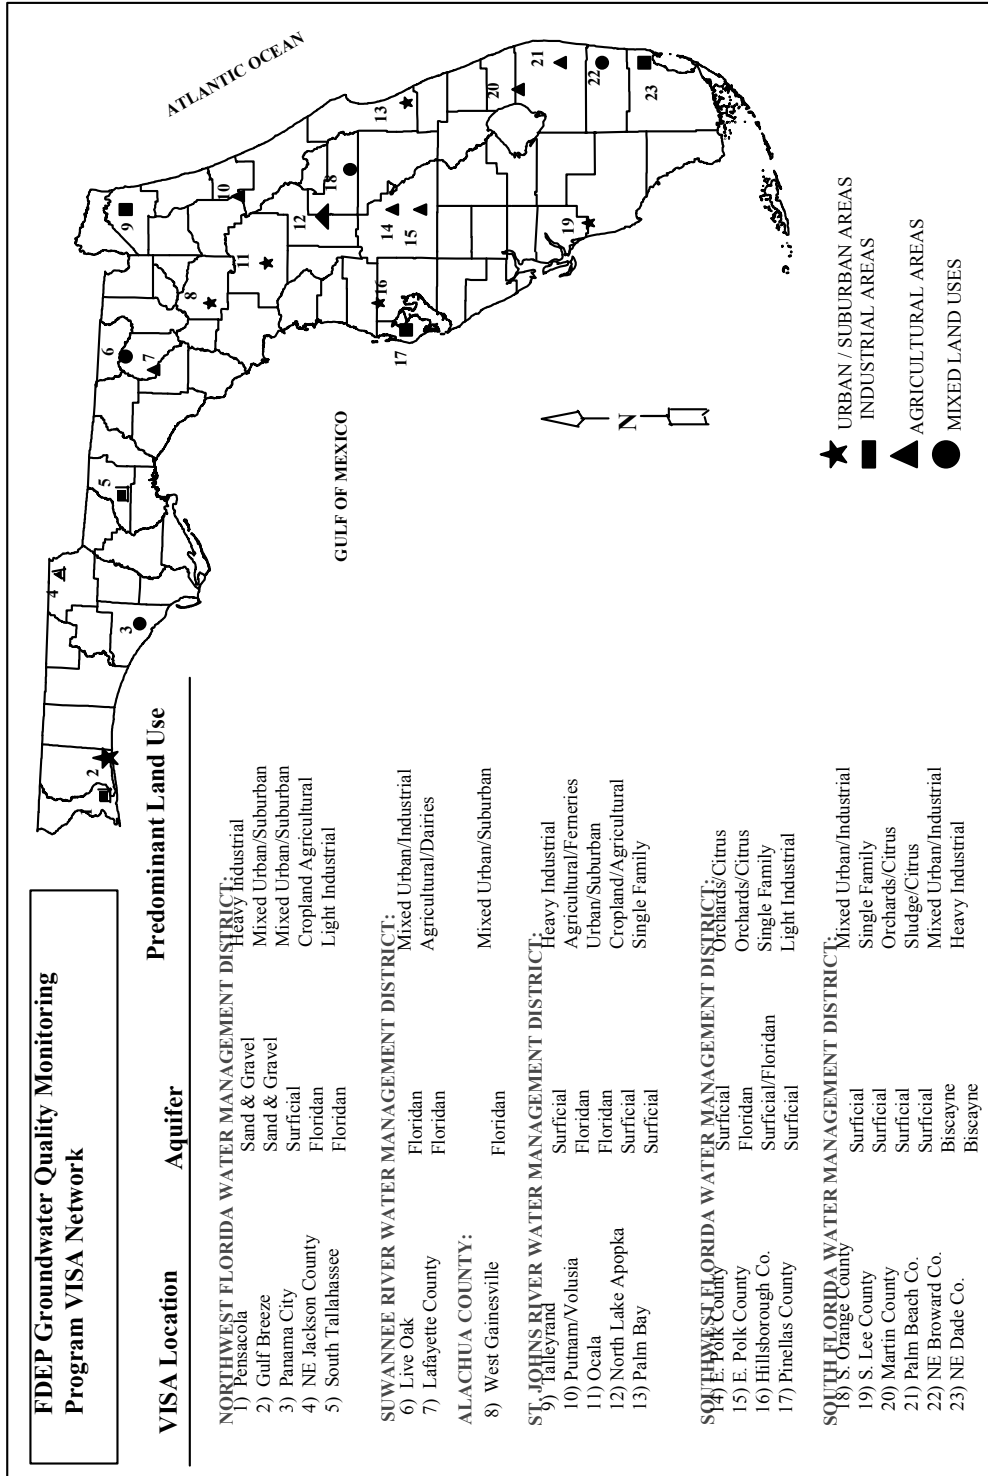 FDEP Groundwater Quality Monitoring
Program VISA Network
VISA Location Aquifer Predominant Land Use
NORTHWEST FLORIDA WATER MANAGEMENT DISTRICT:
1) Pensacola Sand & Gravel Heavy Industrial
2) Gulf Breeze Sand & Gravel Mixed Urban/Suburban
3) Panama City Surficial Mixed Urban/Suburban
4) NE Jackson County Floridan Cropland Agricultural
5) South Tallahassee Floridan Light Industrial
SUWANNEE RIVER WATER MANAGEMENT DISTRICT:
6) Live Oak Floridan Mixed Urban/Industrial
7) Lafayette County Floridan Agricultural/Dairies
ALACHUA COUNTY:
8) West Gainesville Floridan Mixed Urban/Suburban
ST. JOHNS RIVER WATER MANAGEMENT DISTRICT:
9) Talleyrand Surficial Heavy Industrial
10) Putnam/Volusia Floridan Agricultural/Ferneries
11) Ocala Floridan Urban/Suburban
12) North Lake Apopka Surficial Cropland/Agricultural
13) Palm Bay Surficial Single Family
SOUTHWEST FLORIDA WATER MANAGEMENT DISTRICT:
14) E. Polk County Surficial Orchards/Citrus
15) E. Polk County Floridan Orchards/Citrus
16) Hillsborough Co. Surficial/Floridan Single Family
17) Pinellas County Surficial Light Industrial
SOUTH FLORIDA WATER MANAGEMENT DISTRICT:
18) S. Orange County Surficial Mixed Urban/Industrial
19) S. Lee County Surficial Single Family
20) Martin County Surficial Orchards/Citrus
21) Palm Beach Co. Surficial Sludge/Citrus
22) NE Broward Co. Biscayne Mixed Urban/Industrial
23) NE Dade Co. Biscayne Heavy Industrial
ATLANTIC OCEAN
GULF OF MEXICO
N
2
3
4
5
6
7
8
9
10
11
12
13
14
15
16
17
18
19
20
21
22
23
URBAN / SUBURBAN AREAS
INDUSTRIAL AREAS
AGRICULTURAL AREAS
MIXED LAND USES